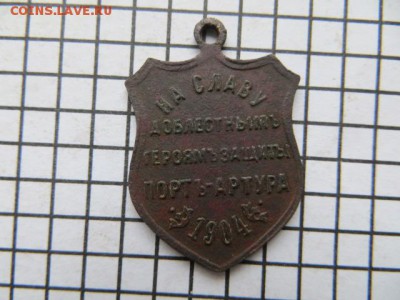 COINS.LAVE.RU
НА СЛАВУ
ДОБЛЕСТНЫМЪ
ГЕРОЯМЪ ЗАЩИТЫ
ПОРТЪ-АРТУРА
1904